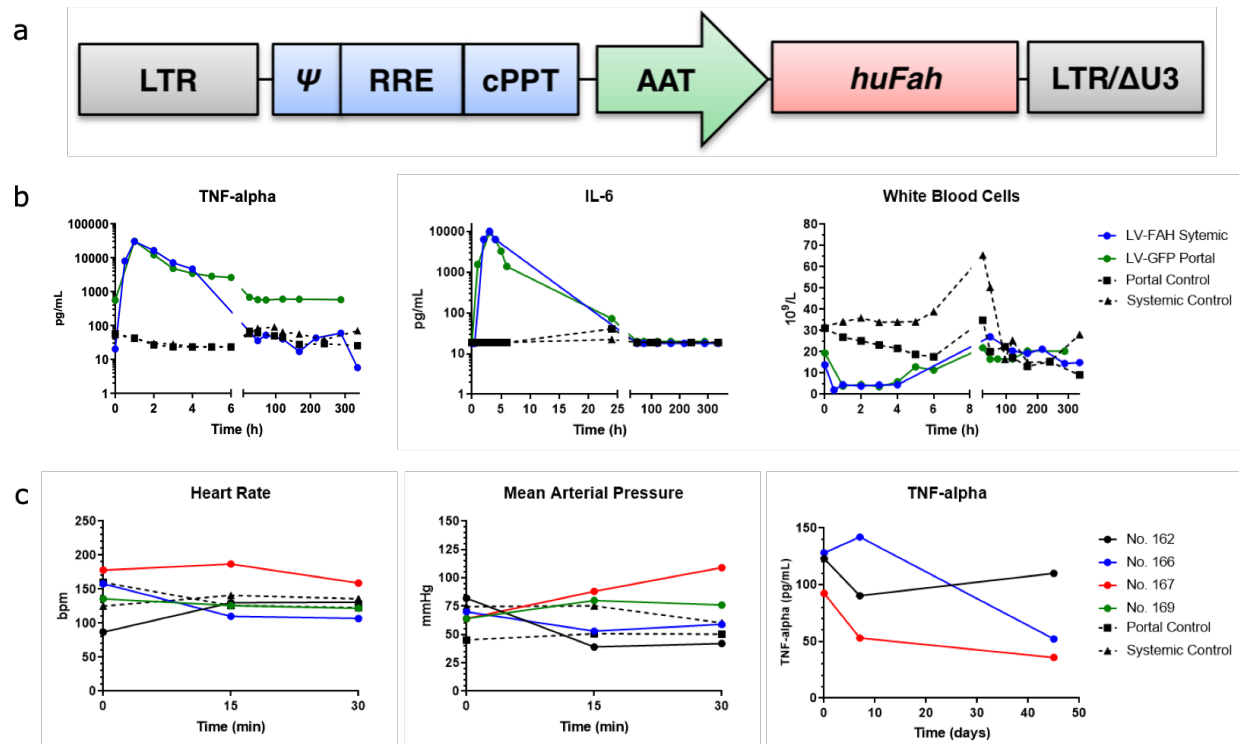 a
LTR ψ RRE cPPT AAT huFah LTR/ΔU3
b
TNF-alpha
pg/mL
100000
10000
1000
100
10
1
0 2 4 6 100 200 300
Time (h)
IL-6
pg/mL
10000
1000
100
10
1
0 5 10 15 20 25 100 200 300
Time (h)
White Blood Cells
10⁹/L
80
70
60
50
40
30
20
10
0
0 2 4 6 8 100 200 300
Time (h)
LV-FAH Sytemic
LV-GFP Portal
Portal Control
Systemic Control
c
Heart Rate
bpm
250
200
150
100
50
0
0 15 30
Time (min)
Mean Arterial Pressure
mmHg
150
125
100
75
50
25
0
0 15 30
Time (min)
TNF-alpha
TNF-alpha (pg/mL)
150
100
50
0
0 10 20 30 40 50
Time (days)
No. 162
No. 166
No. 167
No. 169
Portal Control
Systemic Control